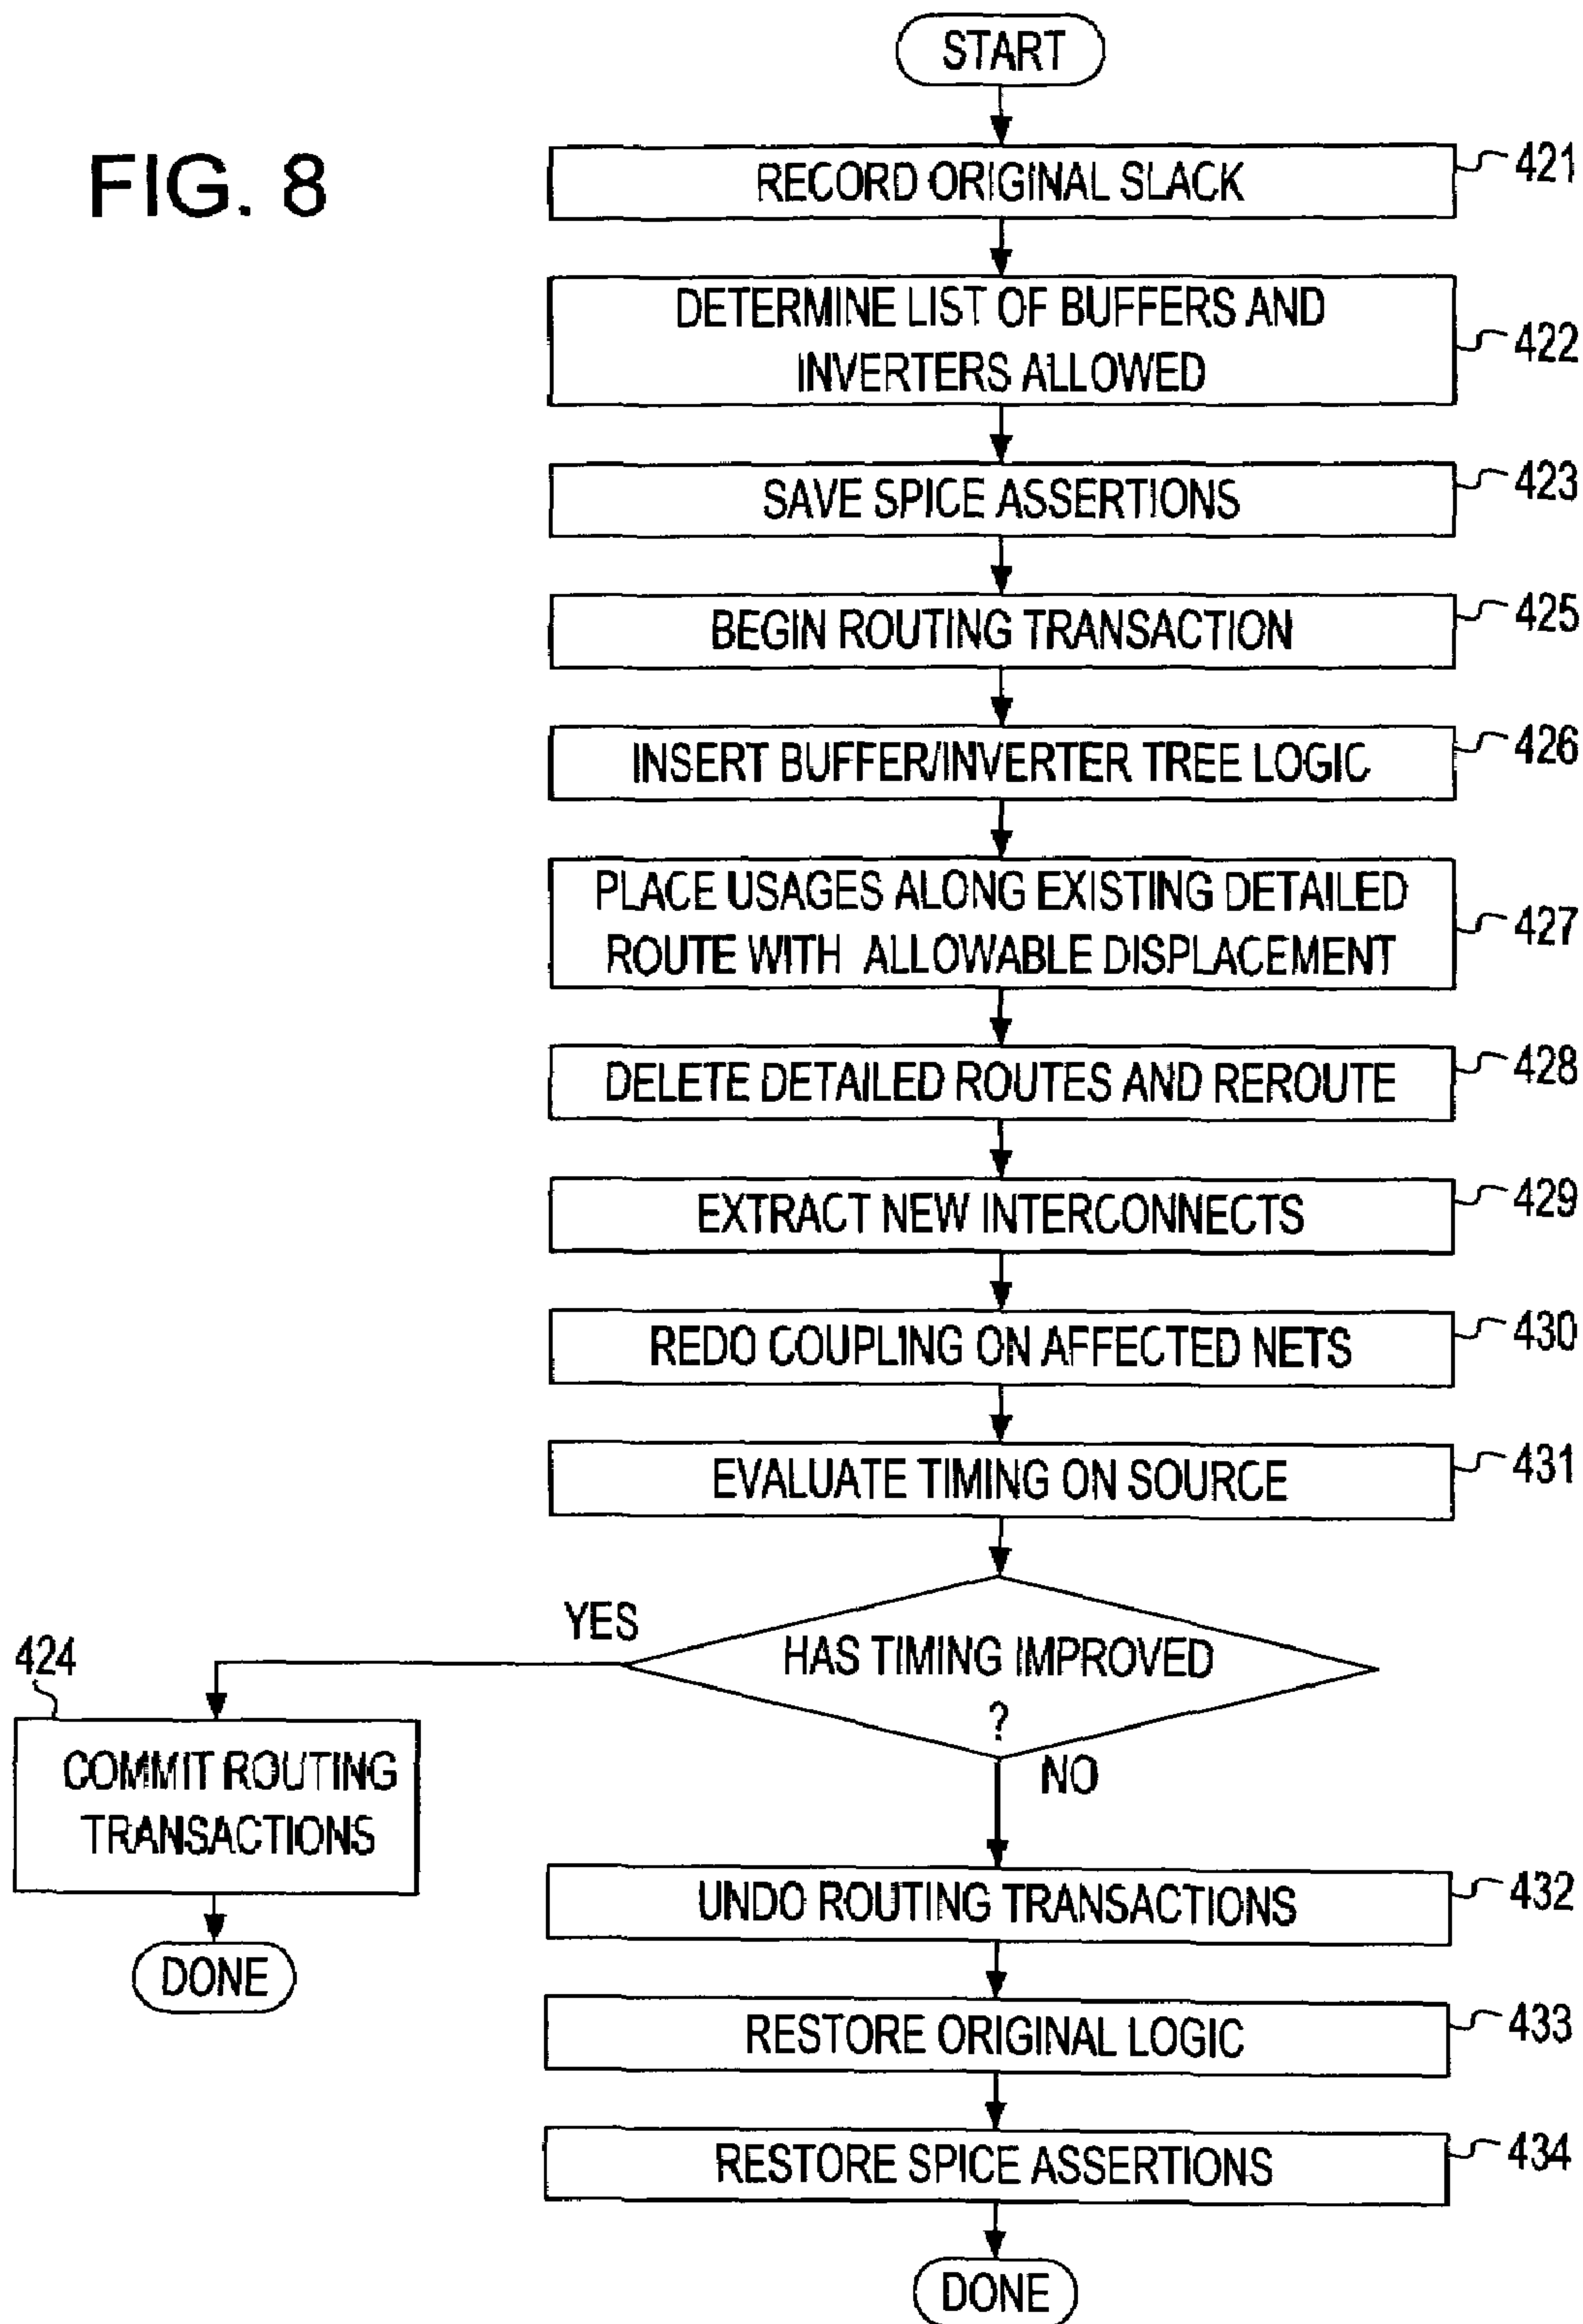 START
FIG. 8
RECORD ORIGINAL SLACK
421
DETERMINE LIST OF BUFFERS AND
INVERTERS ALLOWED
422
SAVE SPICE ASSERTIONS
423
BEGIN ROUTING TRANSACTION
425
INSERT BUFFER/INVERTER TREE LOGIC
426
PLACE USAGES ALONG EXISTING DETAILED
ROUTE WITH ALLOWABLE DISPLACEMENT
427
DELETE DETAILED ROUTES AND REROUTE
428
EXTRACT NEW INTERCONNECTS
429
REDO COUPLING ON AFFECTED NETS
430
EVALUATE TIMING ON SOURCE
431
HAS TIMING IMPROVED
?
YES
424
COMMIT ROUTING
TRANSACTIONS
DONE
NO
UNDO ROUTING TRANSACTIONS
432
RESTORE ORIGINAL LOGIC
433
RESTORE SPICE ASSERTIONS
434
DONE